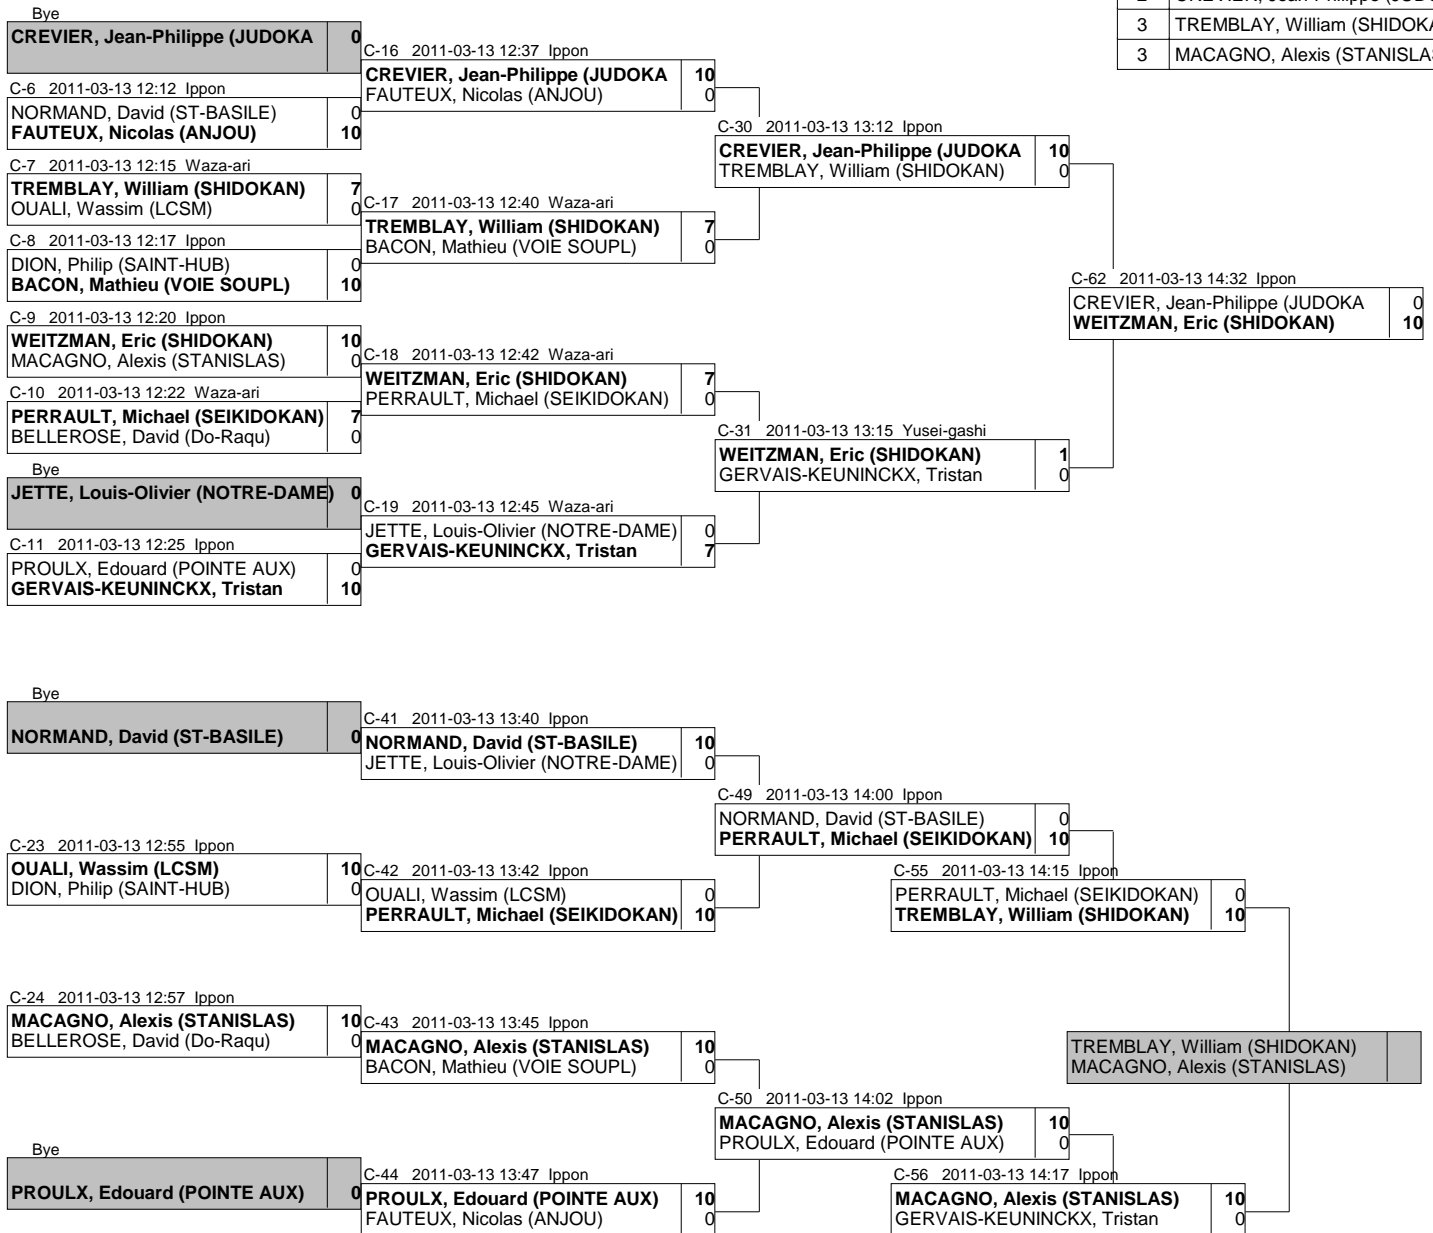 2 CREVIER, Jean-Philippe
3 TREMBLAY, William
3 MACAGNO, Alexis
Bye
CREVIER, Jean-Philippe (JUDOKA 0
C-6 2011-03-13 12:12 Ippon
NORMAND, David (ST-BASILE) 0
FAUTEUX, Nicolas (ANJOU) 10
C-7 2011-03-13 12:15 Waza-ari
TREMBLAY, William (SHIDOKAN) 7
OUALI, Wassim (LCSM) 0
C-8 2011-03-13 12:17 Ippon
DION, Philip (SAINT-HUB) 0
BACON, Mathieu (VOIE SOUPL) 10
C-9 2011-03-13 12:20 Ippon
WEITZMAN, Eric (SHIDOKAN) 10
MACAGNO, Alexis (STANISLAS) 0
C-10 2011-03-13 12:22 Waza-ari
PERRAULT, Michael (SEIKIDOKAN) 7
BELLEROSE, David (Do-Raqu) 0
Bye
JETTE, Louis-Olivier (NOTRE-DAME) 0
C-11 2011-03-13 12:25 Ippon
PROULX, Edouard (POINTE AUX) 0
GERVAIS-KEUNINCKX, Tristan 10
C-16 2011-03-13 12:37 Ippon
CREVIER, Jean-Philippe (JUDOKA 10
FAUTEUX, Nicolas (ANJOU) 0
C-17 2011-03-13 12:40 Waza-ari
TREMBLAY, William (SHIDOKAN) 7
BACON, Mathieu (VOIE SOUPL) 0
C-18 2011-03-13 12:42 Waza-ari
WEITZMAN, Eric (SHIDOKAN) 7
PERRAULT, Michael (SEIKIDOKAN) 0
C-19 2011-03-13 12:45 Waza-ari
JETTE, Louis-Olivier (NOTRE-DAME) 0
GERVAIS-KEUNINCKX, Tristan 7
C-30 2011-03-13 13:12 Ippon
CREVIER, Jean-Philippe (JUDOKA 10
TREMBLAY, William (SHIDOKAN) 0
C-31 2011-03-13 13:15 Yusei-gashi
WEITZMAN, Eric (SHIDOKAN) 1
GERVAIS-KEUNINCKX, Tristan 0
C-62 2011-03-13 14:32 Ippon
CREVIER, Jean-Philippe (JUDOKA 0
WEITZMAN, Eric (SHIDOKAN) 10
Bye
NORMAND, David (ST-BASILE) 0
C-23 2011-03-13 12:55 Ippon
OUALI, Wassim (LCSM) 10
DION, Philip (SAINT-HUB) 0
C-24 2011-03-13 12:57 Ippon
MACAGNO, Alexis (STANISLAS) 10
BELLEROSE, David (Do-Raqu) 0
Bye
PROULX, Edouard (POINTE AUX) 0
C-41 2011-03-13 13:40 Ippon
NORMAND, David (ST-BASILE) 10
JETTE, Louis-Olivier (NOTRE-DAME) 0
C-42 2011-03-13 13:42 Ippon
OUALI, Wassim (LCSM) 0
PERRAULT, Michael (SEIKIDOKAN) 10
C-43 2011-03-13 13:45 Ippon
MACAGNO, Alexis (STANISLAS) 10
BACON, Mathieu (VOIE SOUPL) 0
C-44 2011-03-13 13:47 Ippon
PROULX, Edouard (POINTE AUX) 10
FAUTEUX, Nicolas (ANJOU) 0
C-49 2011-03-13 14:00 Ippon
NORMAND, David (ST-BASILE) 0
PERRAULT, Michael (SEIKIDOKAN) 10
C-50 2011-03-13 14:02 Ippon
MACAGNO, Alexis (STANISLAS) 10
PROULX, Edouard (POINTE AUX) 0
C-55 2011-03-13 14:15 Ippon
PERRAULT, Michael (SEIKIDOKAN) 0
TREMBLAY, William (SHIDOKAN) 10
C-56 2011-03-13 14:17 Ippon
MACAGNO, Alexis (STANISLAS) 10
GERVAIS-KEUNINCKX, Tristan 0
TREMBLAY, William (SHIDOKAN)
MACAGNO, Alexis (STANISLAS)